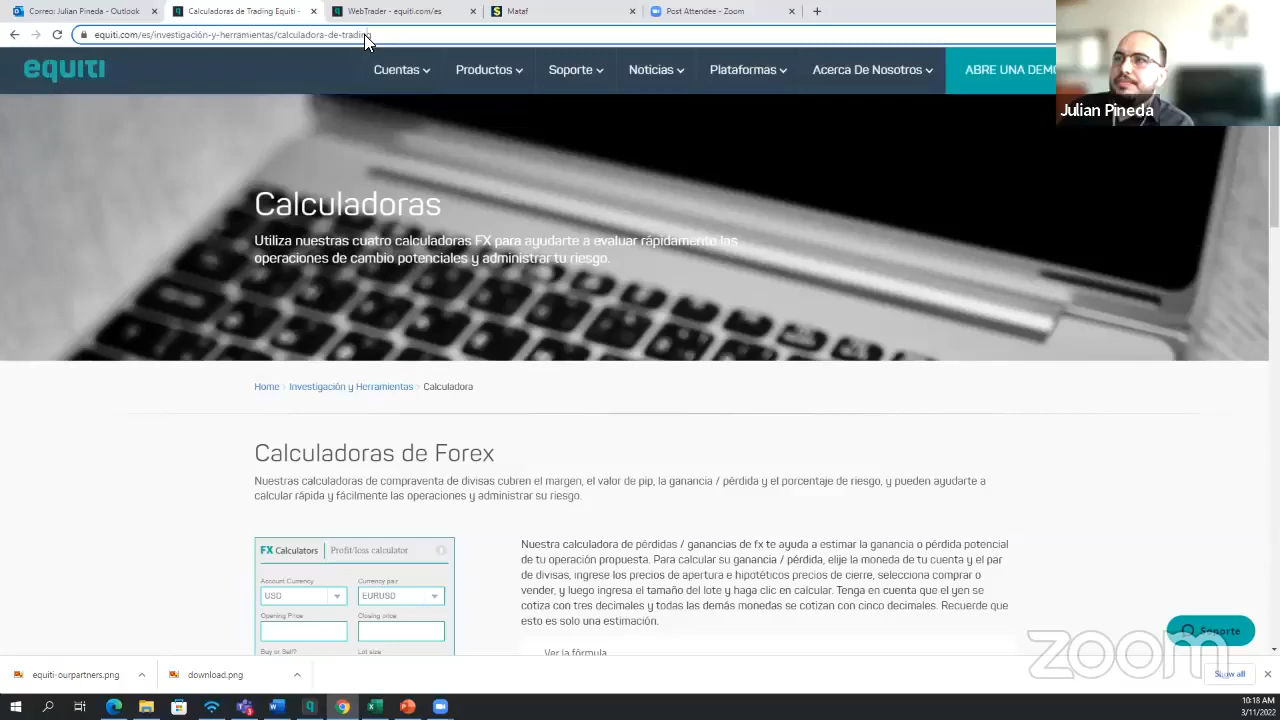 Correo: Julian Pineda - Outlook
Calculadoras de Trading Equiti -
WebTrader - equiti.com/es
Mataf
Post Attendee - Zoom
equiti.com/es/investigación-y-herramientas/calculadora-de-trading
equiti
Cuentas
Productos
Soporte
Noticias
Plataformas
Acerca De Nosotros
ABRE UNA DEMO
Julian Pineda
Calculadoras
Utiliza nuestras cuatro calculadoras FX para ayudarte a evaluar rápidamente las
operaciones de cambio potenciales y administrar tu riesgo.
Home > Investigación y Herramientas > Calculadora
Calculadoras de Forex
Nuestras calculadoras de compraventa de divisas cubren el margen, el valor de pip, la ganancia / pérdida y el porcentaje de riesgo, y pueden ayudarte a
calcular rápida y fácilmente las operaciones y administrar su riesgo.
FX Calculators | Profit/loss calculator
Account Currency
Currency pair
USD
EURUSD
Opening Price
Closing price
Buy or Sell?
Lot size
Nuestra calculadora de pérdidas / ganancias de fx te ayuda a estimar la ganancia o pérdida potencial
de tu operación propuesta. Para calcular su ganancia / pérdida, elije la moneda de tu cuenta y el par
de divisas, ingrese los precios de apertura e hipotéticos precios de cierre, selecciona comprar o
vender, y luego ingresa el tamaño del lote y haga clic en calcular. Tenga en cuenta que el yen se
cotiza con tres decimales y todas las demás monedas se cotizan con cinco decimales. Recuerde que
esto es solo una estimación.
Ver la fórmula
Soporte
zoom
equiti-ourpartners.png
download.png
Show all
10:18 AM
3/11/2022